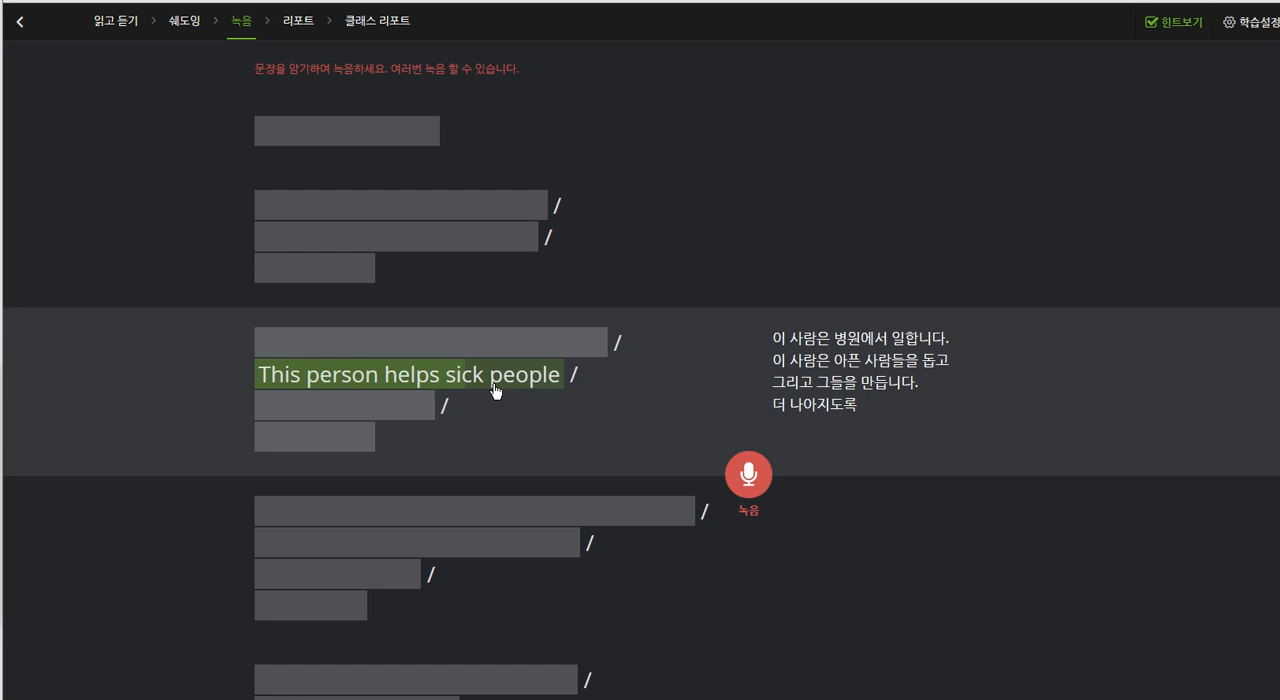 읽고 듣기 > 쉐도잉 > 녹음 > 리포트 > 클래스 리포트
힌트보기
학습설정
문장을 암기하여 녹음하세요. 여러번 녹음 할 수 있습니다.
/
/
/
This person helps sick people /
/
이 사람은 병원에서 일합니다.
이 사람은 아픈 사람들을 돕고
그리고 그들을 만듭니다.
더 나아지도록
녹음
/
/
/
/